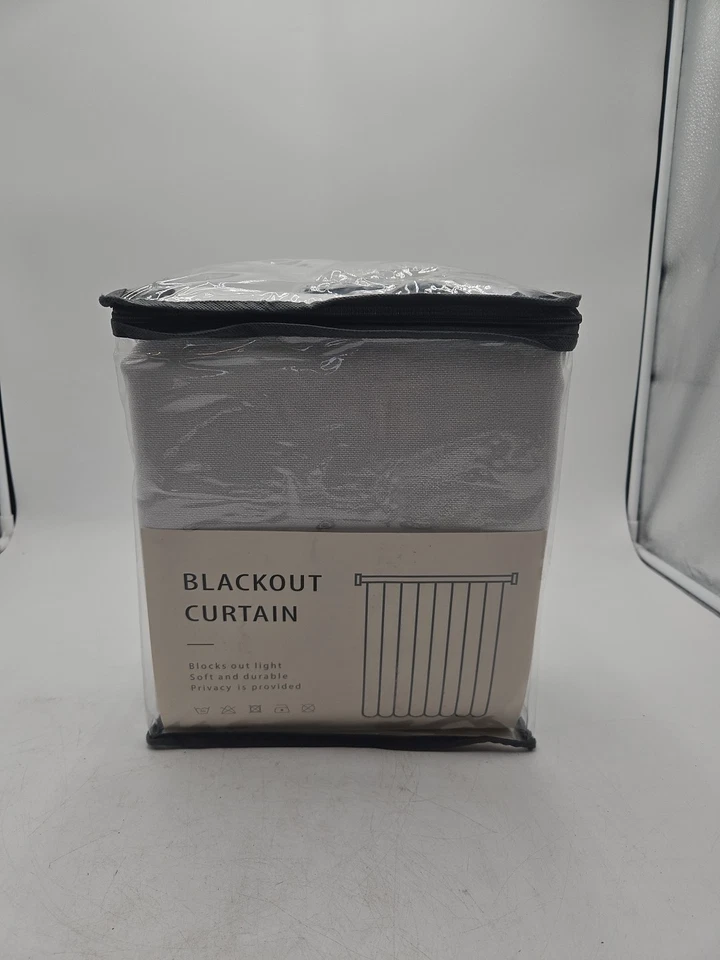 BLACKOUT
CURTAIN
Blocks out light
Soft and durable
Privacy is provided